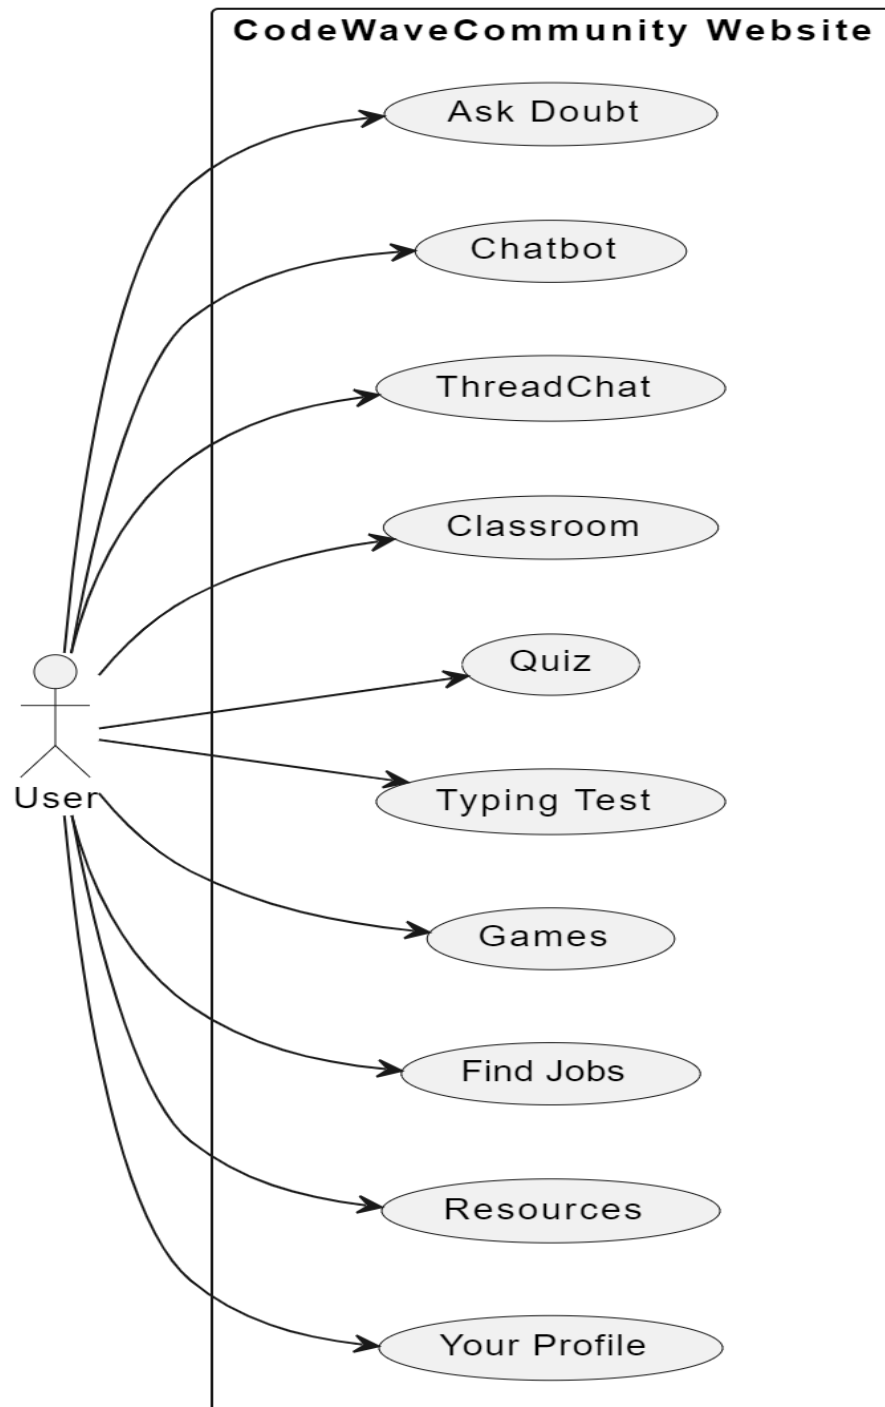 CodeWaveCommunity Website
Ask Doubt
Chatbot
ThreadChat
Classroom
Quiz
Typing Test
User
Games
Find Jobs
Resources
Your Profile